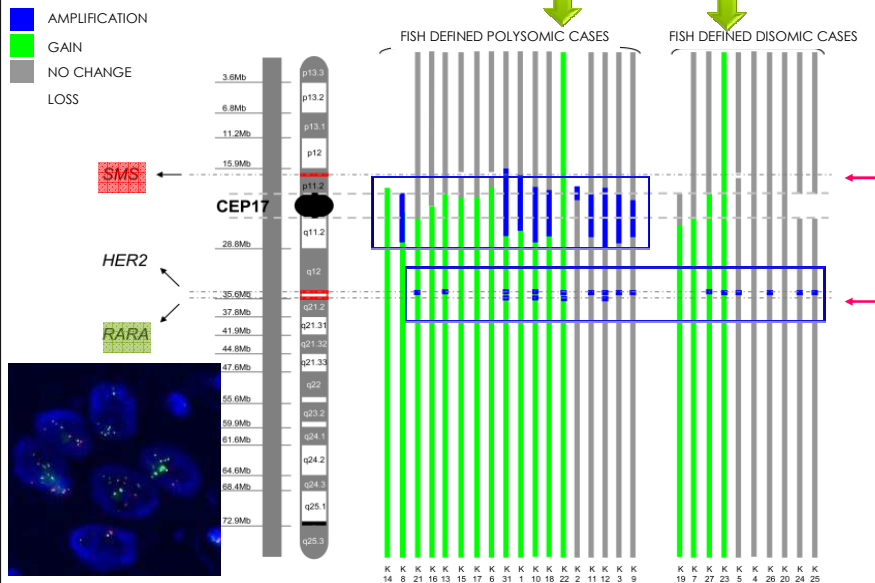 AMPLIFICATION
GAIN
NO CHANGE
LOSS
FISH DEFINED POLYSOMIC CASES
FISH DEFINED DISOMIC CASES
3.6Mb
6.8Mb
11.2Mb
15.9Mb
28.8Mb
35.6Mb
37.8Mb
41.9Mb
44.8Mb
47.6Mb
55.6Mb
59.9Mb
61.6Mb
64.6Mb
68.4Mb
72.9Mb
p13.3
p13.2
p13.1
p12
p11.2
q11.2
q12
q21.2
q21.31
q21.32
q21.33
q22
q23.2
q24.1
q24.2
q24.3
q25.1
q25.3
SMS
CEP17
HER2
RARA
K K K K K K K K K K K K K K K K K K K K K K K K K K K K
14 8 21 16 13 15 17 6 31 1 10 18 22 2 11 12 3 9 19 7 27 23 5 4 26 20 24 25